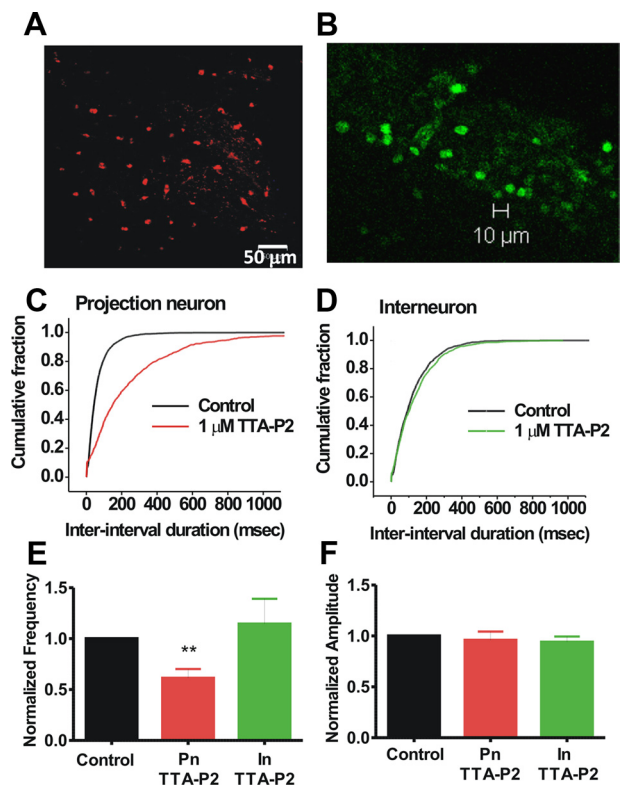 A
B
50 μm
10 μm
C
Projection neuron
Cumulative fraction
1.0
0.8
0.6
0.4
0.2
0.0
Control
1 μM TTA-P2
0 200 400 600 800 1000
Inter-interval duration (msec)
D
Interneuron
Cumulative fraction
1.0
0.8
0.6
0.4
0.2
0.0
Control
1 μM TTA-P2
0 200 400 600 800 1000
Inter-interval duration (msec)
E
Normalized Frequency
1.5
1.0
0.5
0.0
**
Control Pn In
TTA-P2 TTA-P2
F
Normalized Amplitude
1.5
1.0
0.5
0.0
Control Pn In
TTA-P2 TTA-P2